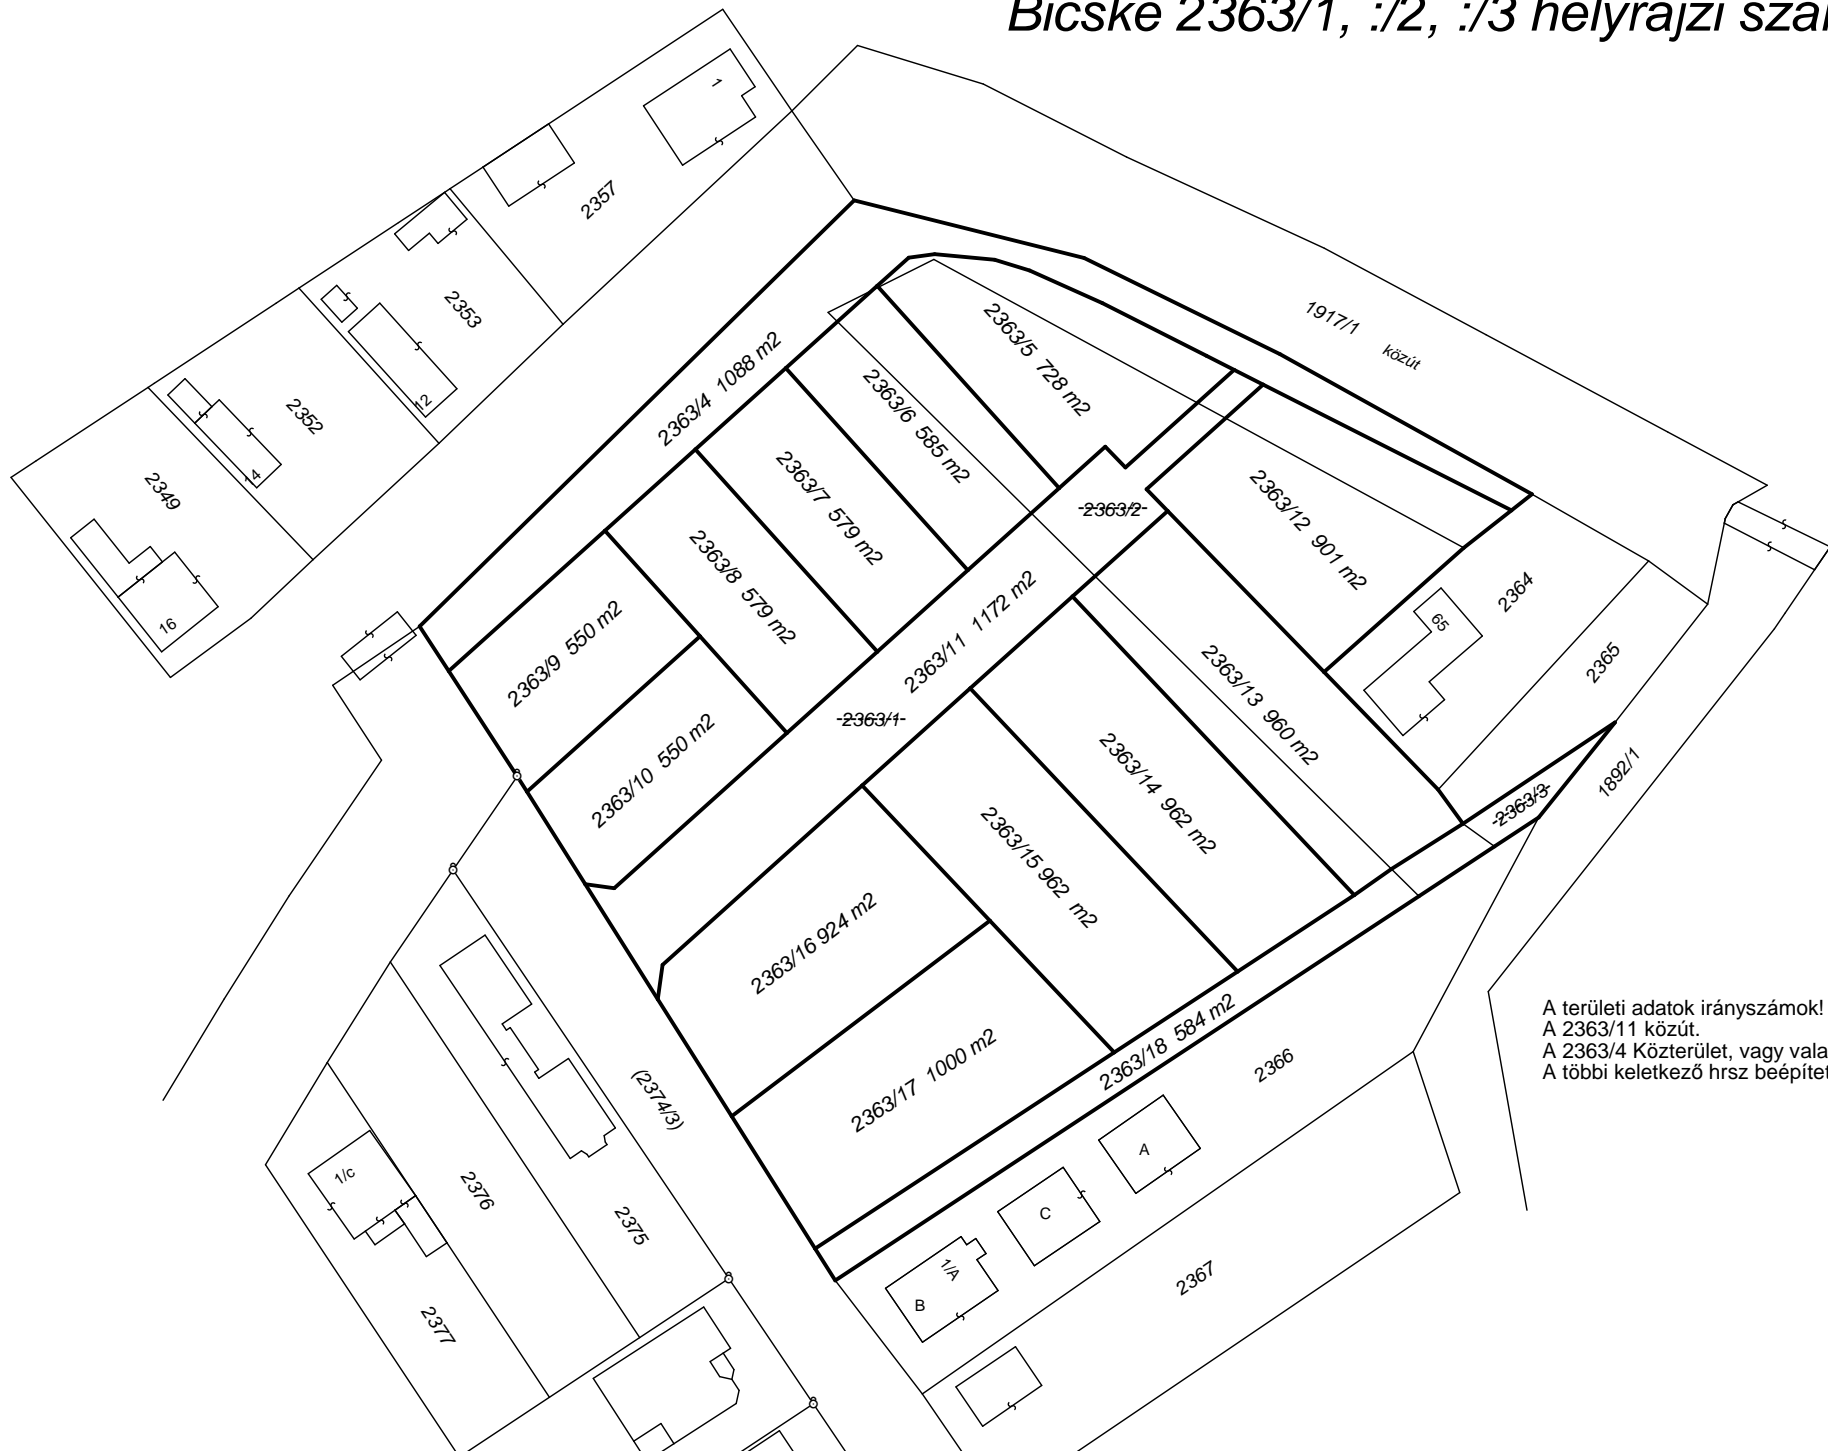 Bicske 2363/1, :/2, :/3 helyrajzi szá
1
2357
2353
12
2352
14
2349
16
1917/1
közút
2363/4 1088 m2
2363/5 728 m2
2363/6 585 m2
2363/7 579 m2
2363/8 579 m2
2363/9 550 m2
2363/10 550 m2
2363/11 1172 m2
-2363/2-
-2363/1-
2363/12 901 m2
2363/13 960 m2
2363/14 962 m2
2363/15 962 m2
2363/16 924 m2
2363/17 1000 m2
2363/18 584 m2
-2363/3-
65
2364
2365
1892/1
2366
2367
A
C
1/A
B
(2374/3)
2375
2376
1/c
2377
A területi adatok irányszámok!
A 2363/11 közút.
A 2363/4 Közterület, vagy vala
A többi keletkező hrsz beépítet